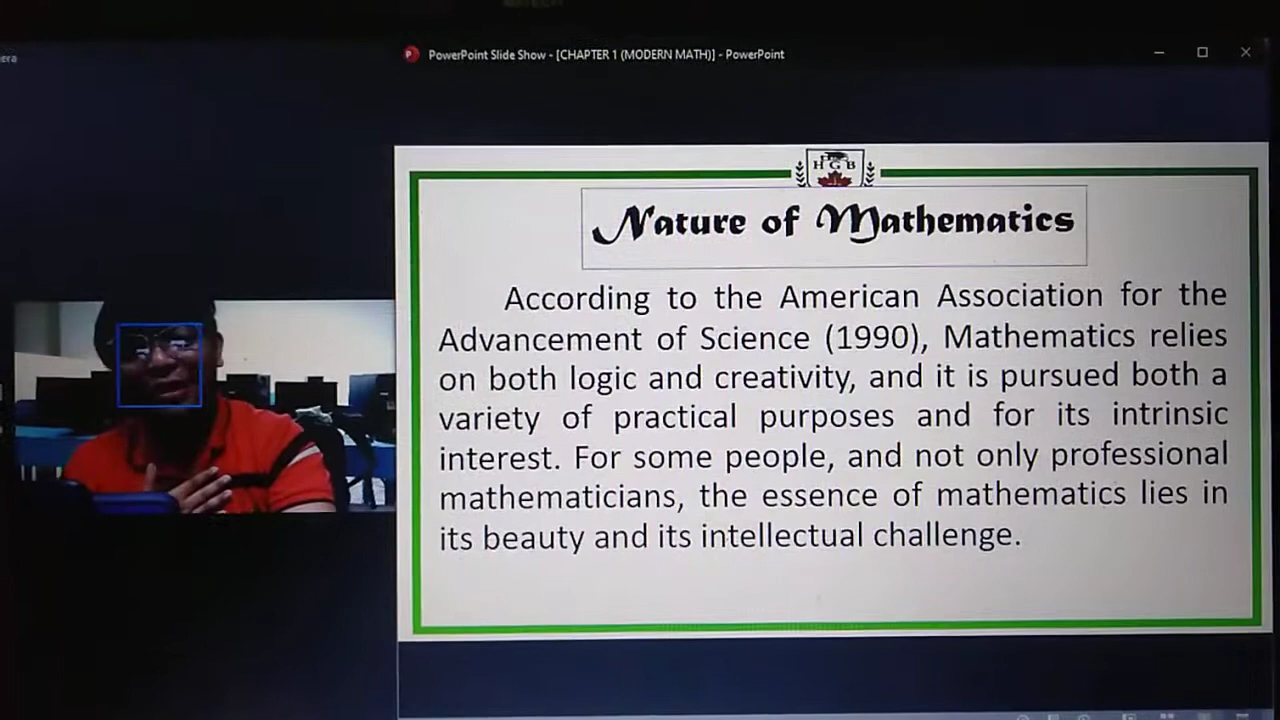 era
PowerPoint Slide Show - [CHAPTER 1 (MODERN MATH)] - PowerPoint
H G B
Nature of Mathematics
According to the American Association for the
Advancement of Science (1990), Mathematics relies
on both logic and creativity, and it is pursued both a
variety of practical purposes and for its intrinsic
interest. For some people, and not only professional
mathematicians, the essence of mathematics lies in
its beauty and its intellectual challenge.